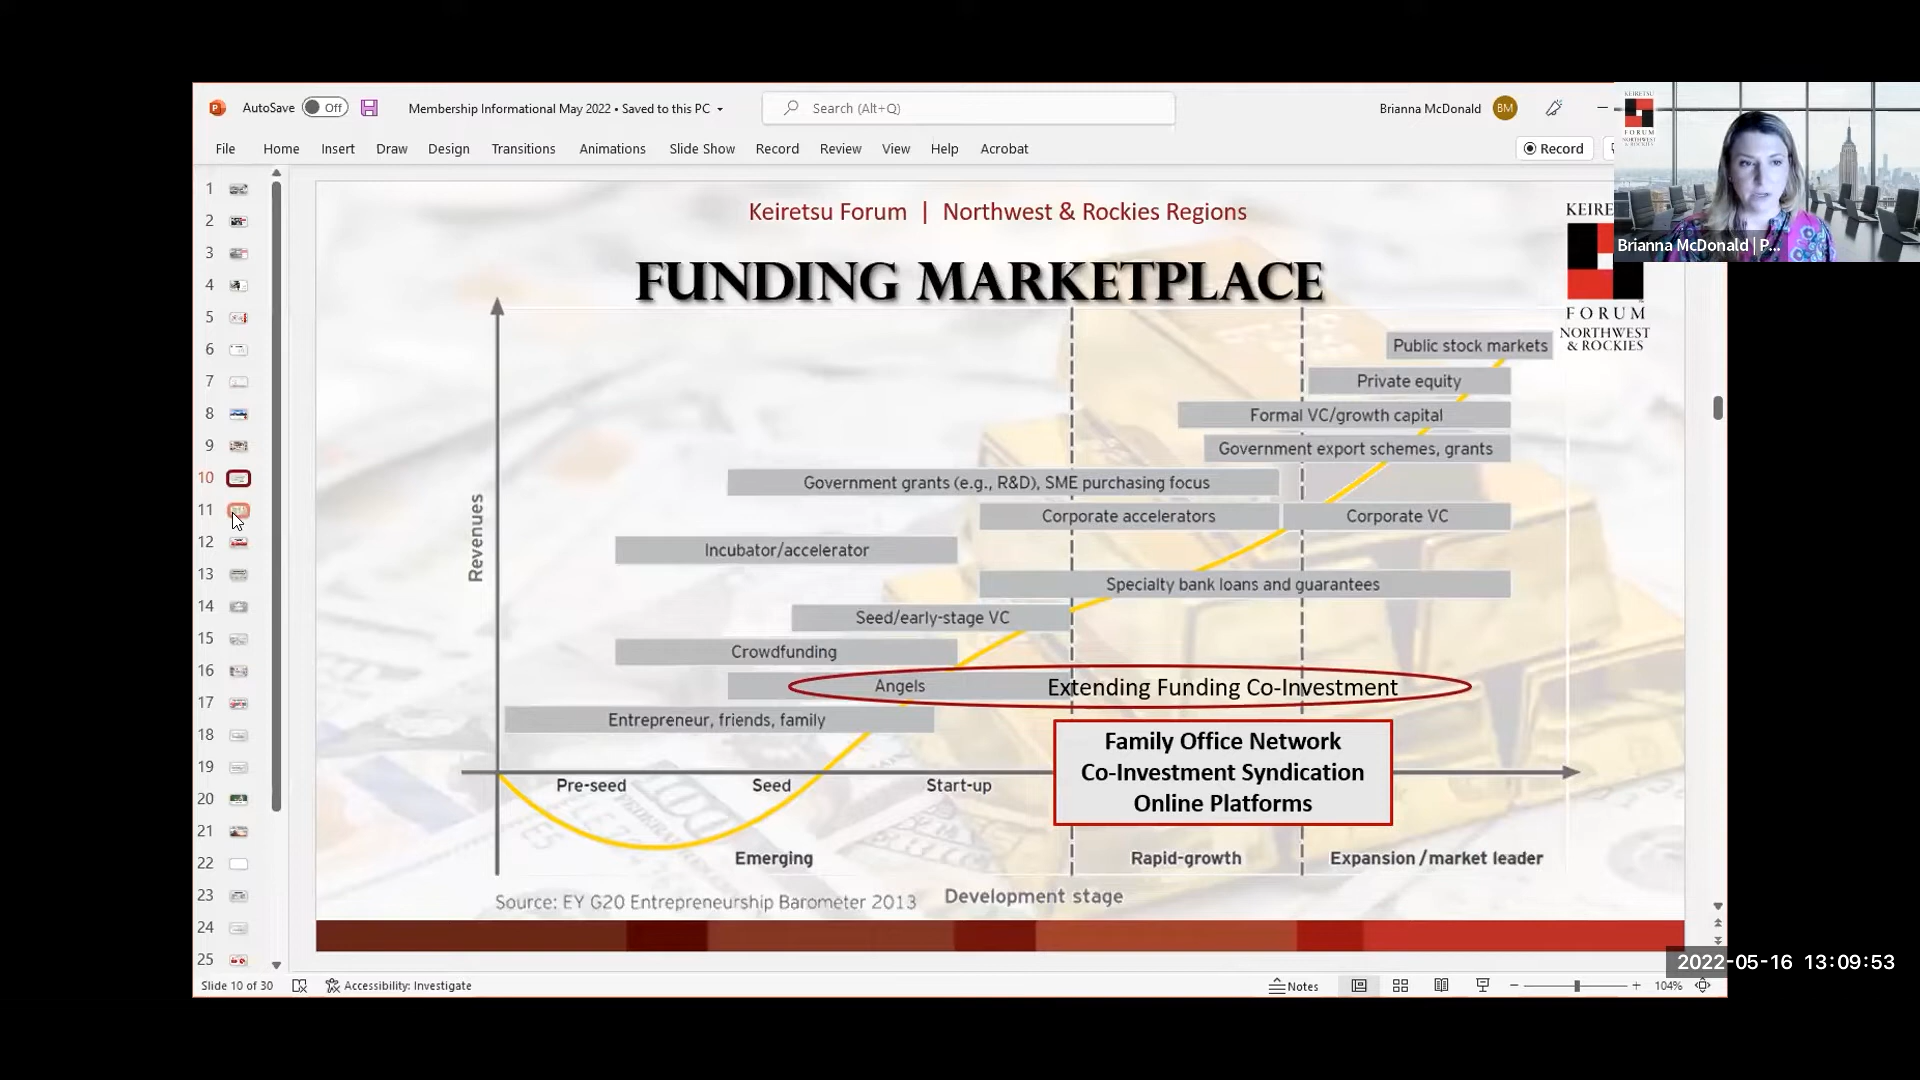 AutoSave Off
Membership Informational May 2022 • Saved to this PC
Search (Alt+Q)
Brianna McDonald BM
File Home Insert Draw Design Transitions Animations Slide Show Record Review View Help Acrobat
Record
KEIRETSU
FORUM
Brianna McDonald | P...
1
2
3
4
5
6
7
8
9
10
11
12
13
14
15
16
17
18
19
20
21
22
23
24
25
Keiretsu Forum | Northwest & Rockies Regions
FUNDING MARKETPLACE
KEIRE
FORUM
NORTHWEST
& ROCKIES
Public stock markets
Private equity
Formal VC/growth capital
Government export schemes, grants
Government grants (e.g., R&D), SME purchasing focus
Corporate accelerators
Corporate VC
Revenues
Incubator/accelerator
Specialty bank loans and guarantees
Seed/early-stage VC
Crowdfunding
Angels
Extending Funding Co-Investment
Entrepreneur, friends, family
Family Office Network
Co-Investment Syndication
Online Platforms
Pre-seed
Seed
Start-up
Emerging
Rapid-growth
Expansion/market leader
Source: EY G20 Entrepreneurship Barometer 2013
Development stage
2022-05-16 13:09:53
Slide 10 of 30
Accessibility: Investigate
Notes
104%